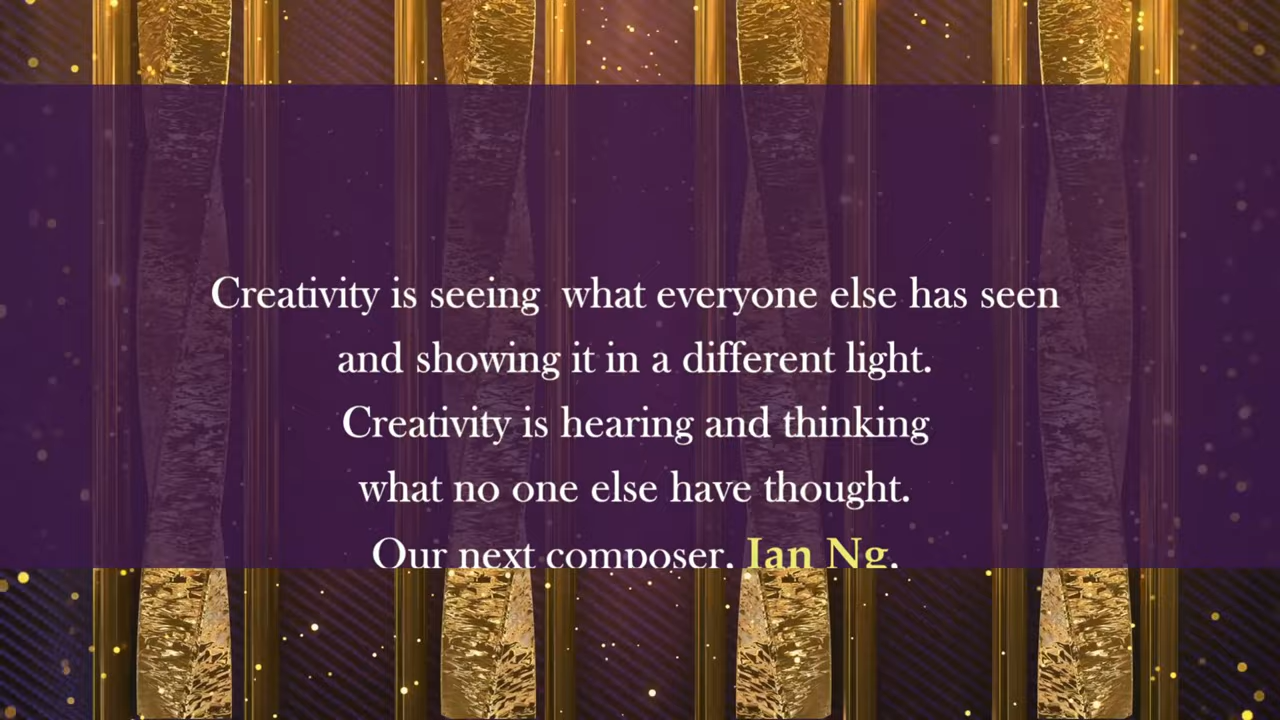 Creativity is seeing  what everyone else has seen
and showing it in a different light.
Creativity is hearing and thinking
what no one else have thought.
Our next composer, Ian Ng,